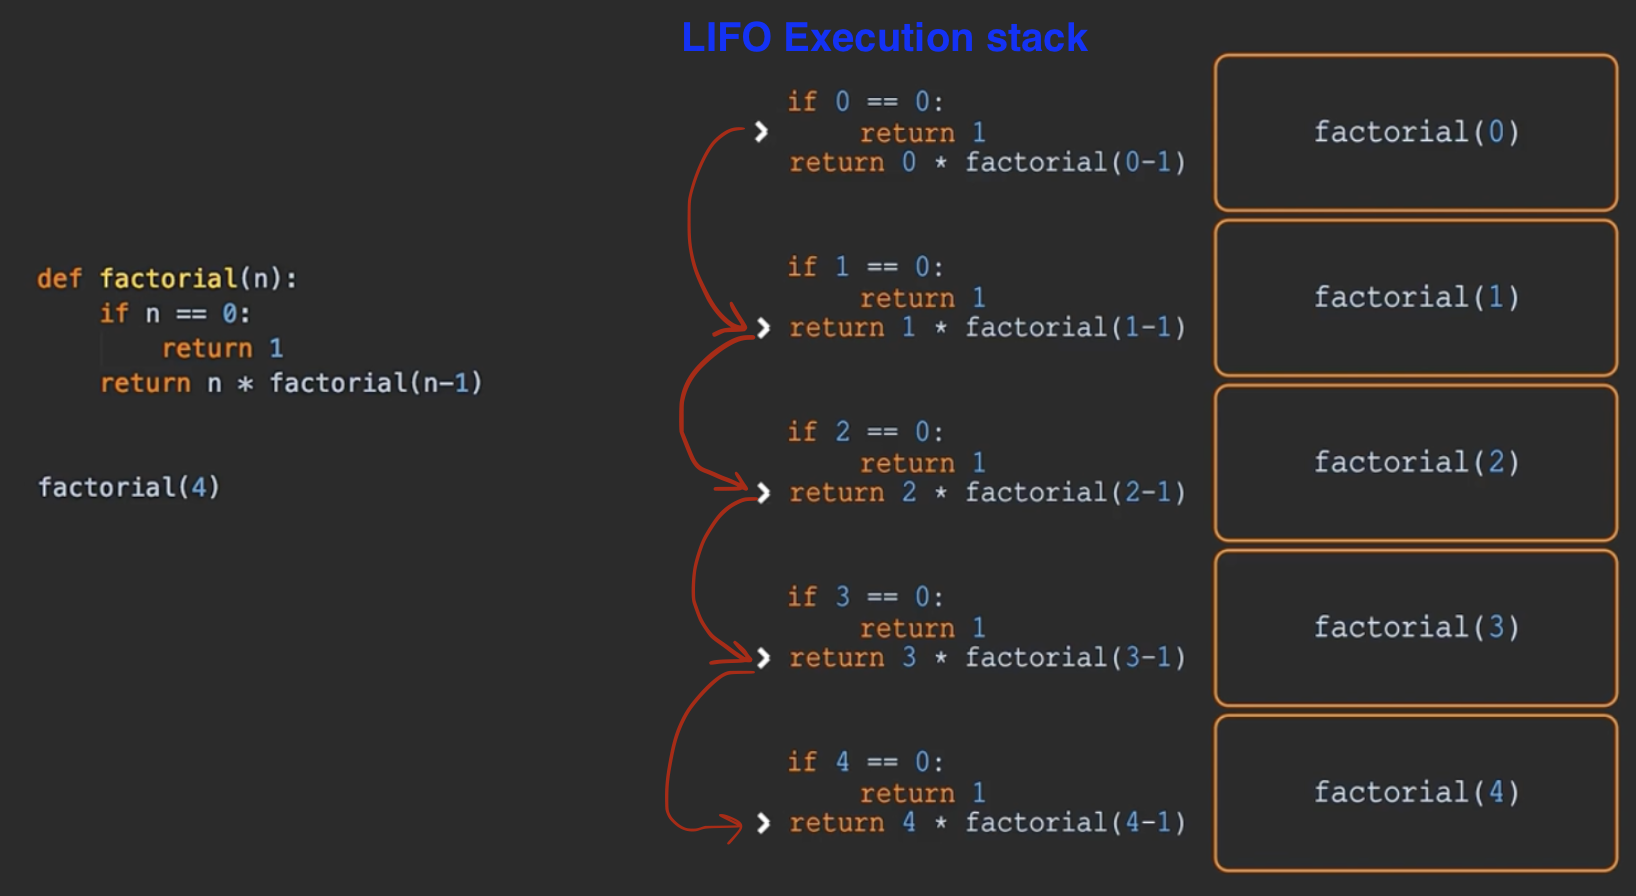 LIFO Execution stack
def factorial(n):
    if n == 0:
        return 1
    return n * factorial(n-1)
factorial(4)
if 0 == 0:
    return 1
return 0 * factorial(0-1)
factorial(0)
if 1 == 0:
    return 1
return 1 * factorial(1-1)
factorial(1)
if 2 == 0:
    return 1
return 2 * factorial(2-1)
factorial(2)
if 3 == 0:
    return 1
return 3 * factorial(3-1)
factorial(3)
if 4 == 0:
    return 1
return 4 * factorial(4-1)
factorial(4)